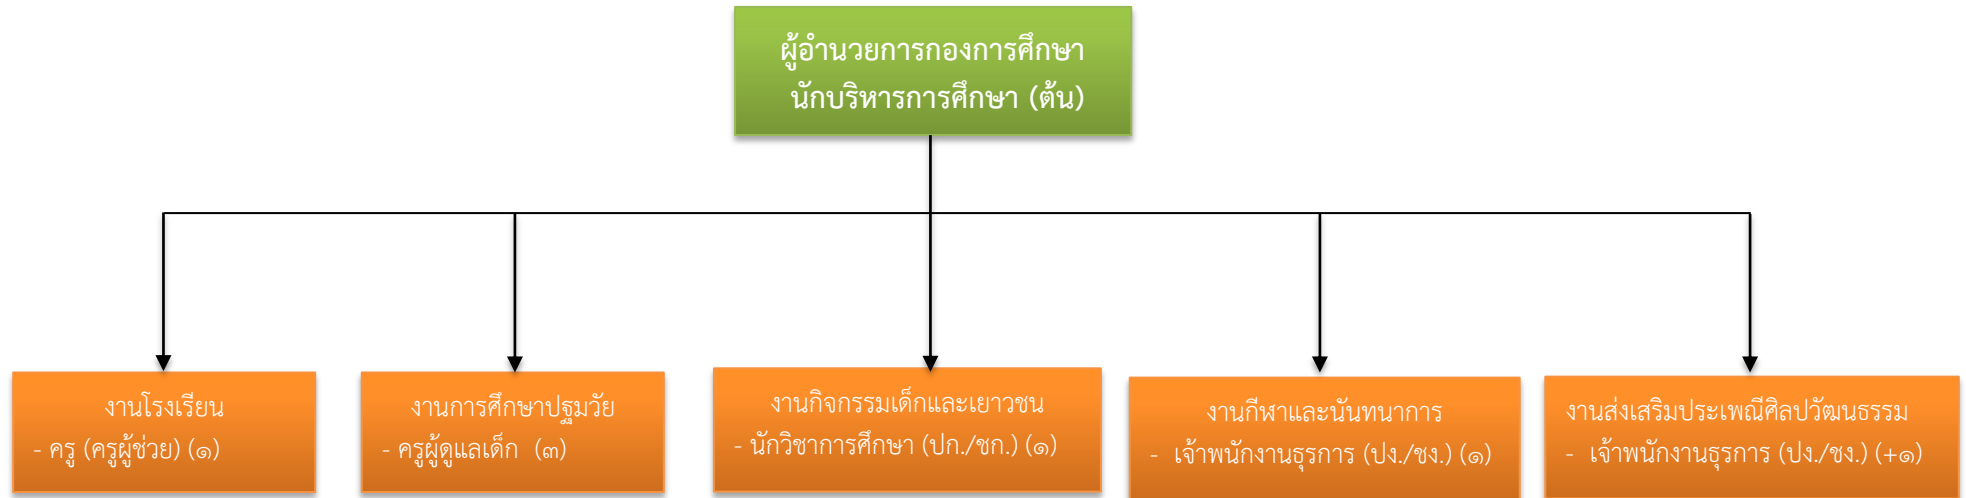 ผู้อำนวยการกองการศึกษา
นักบริหารการศึกษา (ต้น)
งานโรงเรียน
- ครู (ครูผู้ช่วย) (๑)
งานการศึกษาปฐมวัย
- ครูผู้ดูแลเด็ก (๓)
งานกิจกรรมเด็กและเยาวชน
- นักวิชาการศึกษา (ปก./ชก.) (๑)
งานกีฬาและนันทนาการ
- เจ้าพนักงานธุรการ (ปง./ชง.) (๑)
งานส่งเสริมประเพณีศิลปวัฒนธรรม
- เจ้าพนักงานธุรการ (ปง./ชง.) (+๑)